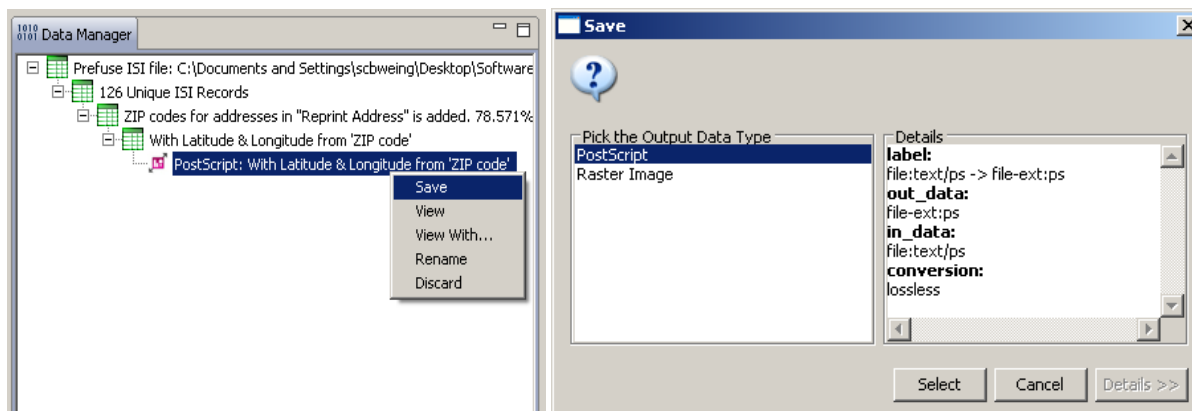 1010
0101 Data Manager
Prefuse ISI file: C:\Documents and Settings\scbweing\Desktop\Software
126 Unique ISI Records
ZIP codes for addresses in "Reprint Address" is added. 78.571%
With Latitude & Longitude from 'ZIP code'
PostScript: With Latitude & Longitude from 'ZIP code'
Save
View
View With...
Rename
Discard
Save
Pick the Output Data Type
PostScript
Raster Image
Details
label:
file:text/ps -> file-ext:ps
out_data:
file-ext:ps
in_data:
file:text/ps
conversion:
lossless
Select
Cancel
Details >>